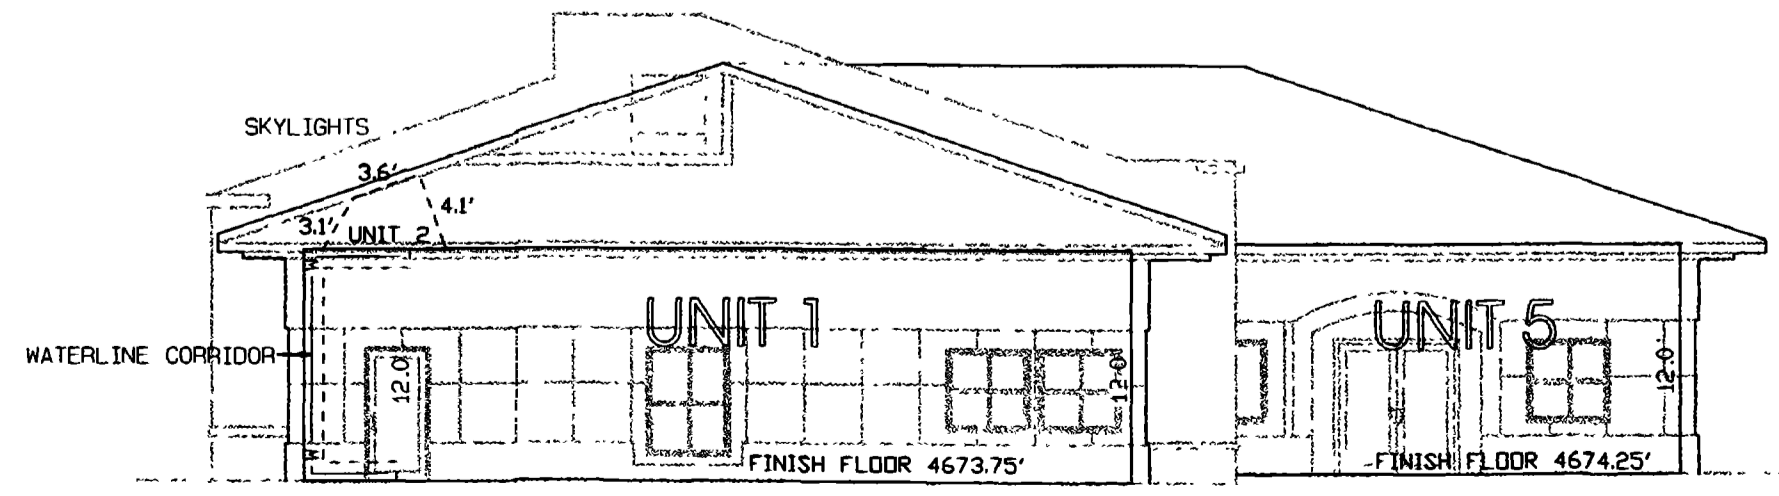 SKYLIGHTS
3.6'
4.1'
3.1'
UNIT 2
UNIT 1
UNIT 5
WATERLINE CORRIDOR
12.0'
12.0'
12.0'
FINISH FLOOR 4673.75'
FINISH FLOOR 4674.25'